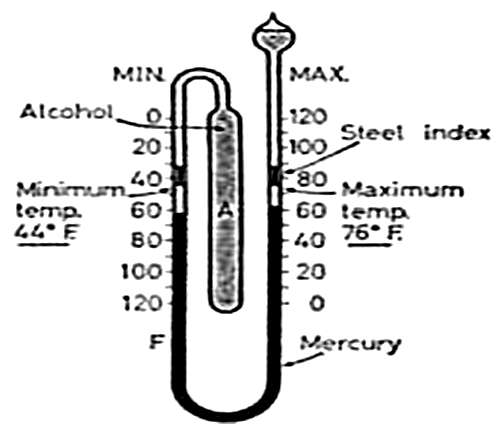 MIN. MAX.
Alcohol
0 120
20 100
Steel index
40 80
Minimum
temp.
44° F.
Maximum
temp.
76° F.
60 60
A
80 40
100 20
120 0
F
Mercury